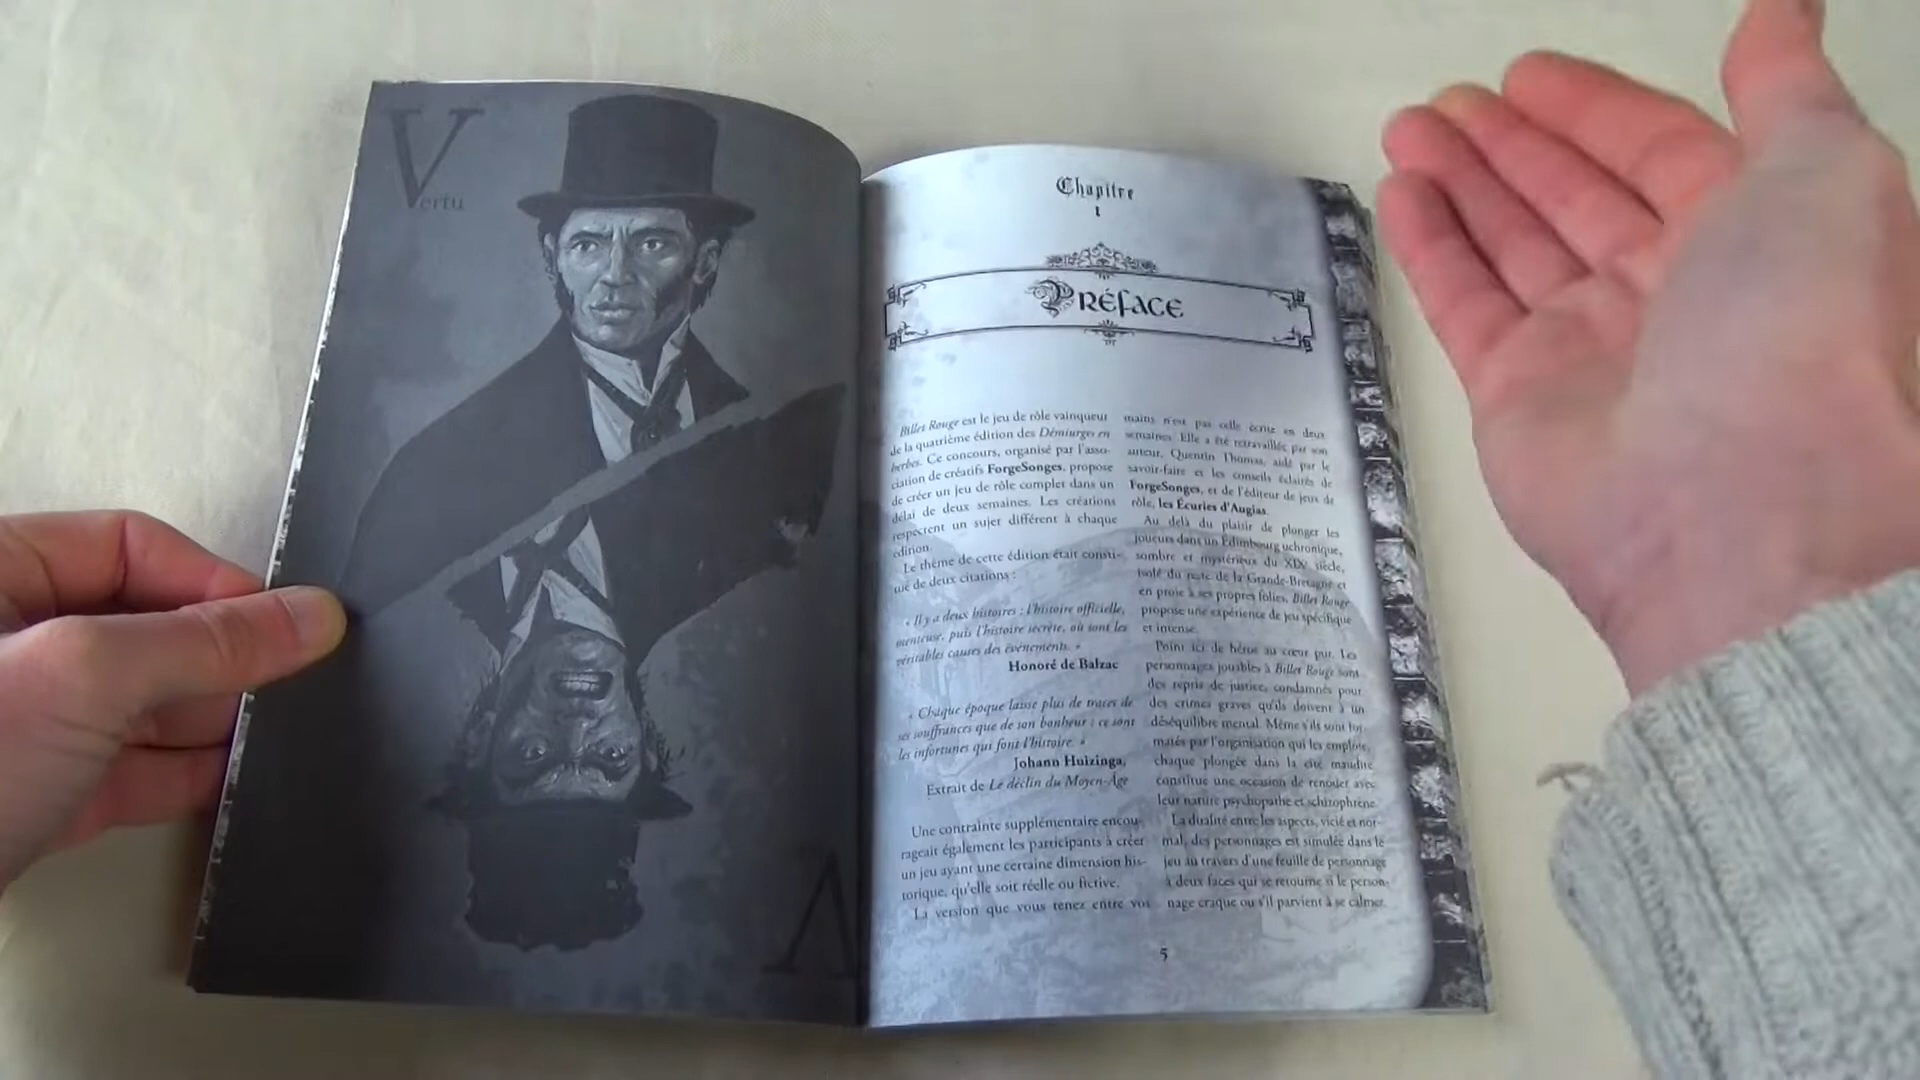 Vertu
V
Chapitre
I
Préface
Billet Rouge est le jeu de rôle vainqueur
de la quatrième édition des Démiurges en
herbes. Ce concours, organisé par l'asso-
ciation de créatifs ForgeSonges, propose
de créer un jeu de rôle complet dans un
délai de deux semaines. Les créations
respectent un sujet différent à chaque
édition.
Le thème de cette édition était consti-
tué de deux citations :
« Il y a deux histoires : l'histoire officielle,
menteuse, puis l'histoire secrète, où sont les
véritables causes des événements. »
Honoré de Balzac
« Chaque époque laisse plus de traces de
ses souffrances que de son bonheur : ce sont
les infortunes qui font l'histoire. »
Johann Huizinga,
Extrait de Le déclin du Moyen-Âge
Une contrainte supplémentaire encou-
rageait également les participants à créer
un jeu ayant une certaine dimension his-
torique, qu'elle soit réelle ou fictive.
La version que vous tenez entre vos
mains n'est pas celle écrite en deux
semaines. Elle a été retravaillée par son
auteur, Quentin Thomas, aidé par le
savoir-faire et les conseils éclairés de
ForgeSonges, et de l'éditeur de jeux de
rôle, les Écuries d'Augias.
Au delà du plaisir de plonger les
joueurs dans un Édimbourg uchronique,
sombre et mystérieux du XIXe siècle,
isolé du reste de la Grande-Bretagne et
en proie à ses propres folies, Billet Rouge
propose une expérience de jeu spécifique
et intense.
Point ici de héros au cœur pur. Les
personnages jouables à Billet Rouge sont
des repris de justice, condamnés pour
des crimes graves qu'ils doivent à un
déséquilibre mental. Même s'ils sont for-
matés par l'organisation qui les emploie,
chaque plongée dans la cité maudite
constitue une occasion de renouer avec
leur nature psychopathe et schizophrène.
La dualité entre les aspects, vicié et nor-
mal, des personnages est simulée dans le
jeu au travers d'une feuille de personnage
à deux faces qui se retourne si le person-
nage craque ou s'il parvient à se calmer.
5